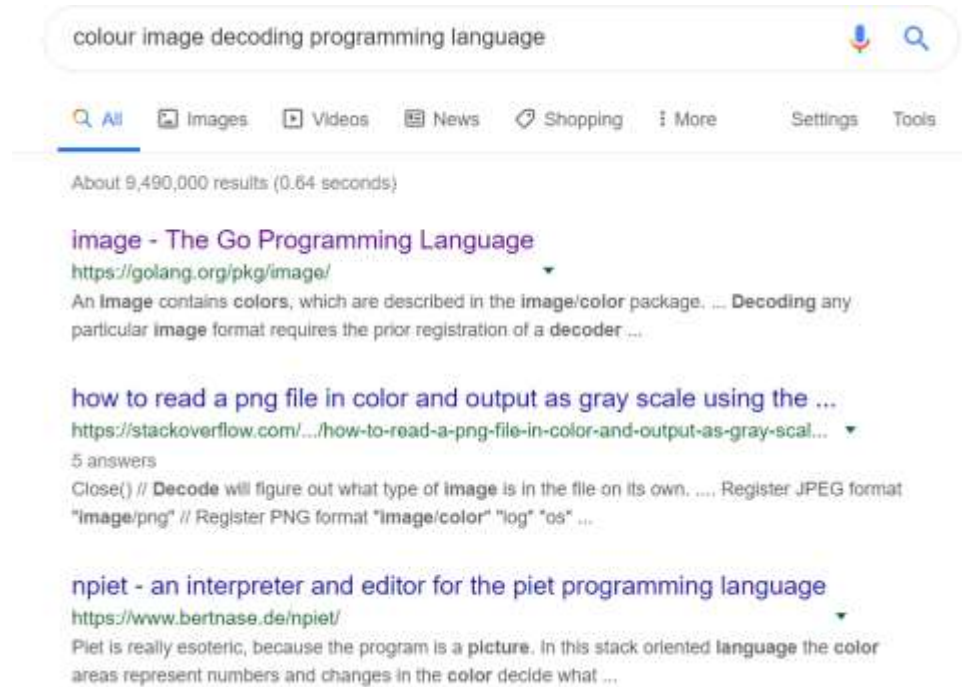 colour image decoding programming language
All Images Videos News Shopping More Settings Tools
About 9,490,000 results (0.64 seconds)
image - The Go Programming Language
https://golang.org/pkg/image/
An Image contains colors, which are described in the image/color package. ... Decoding any
particular image format requires the prior registration of a decoder ...
how to read a png file in color and output as gray scale using the ...
https://stackoverflow.com/.../how-to-read-a-png-file-in-color-and-output-as-gray-scal...
5 answers
Close() // Decode will figure out what type of image is in the file on its own. .... Register JPEG format
"image/png" // Register PNG format "image/color" "log" "os" ...
npiet - an interpreter and editor for the piet programming language
https://www.bertnase.de/npiet/
Piet is really esoteric, because the program is a picture. In this stack oriented language the color
areas represent numbers and changes in the color decide what ...